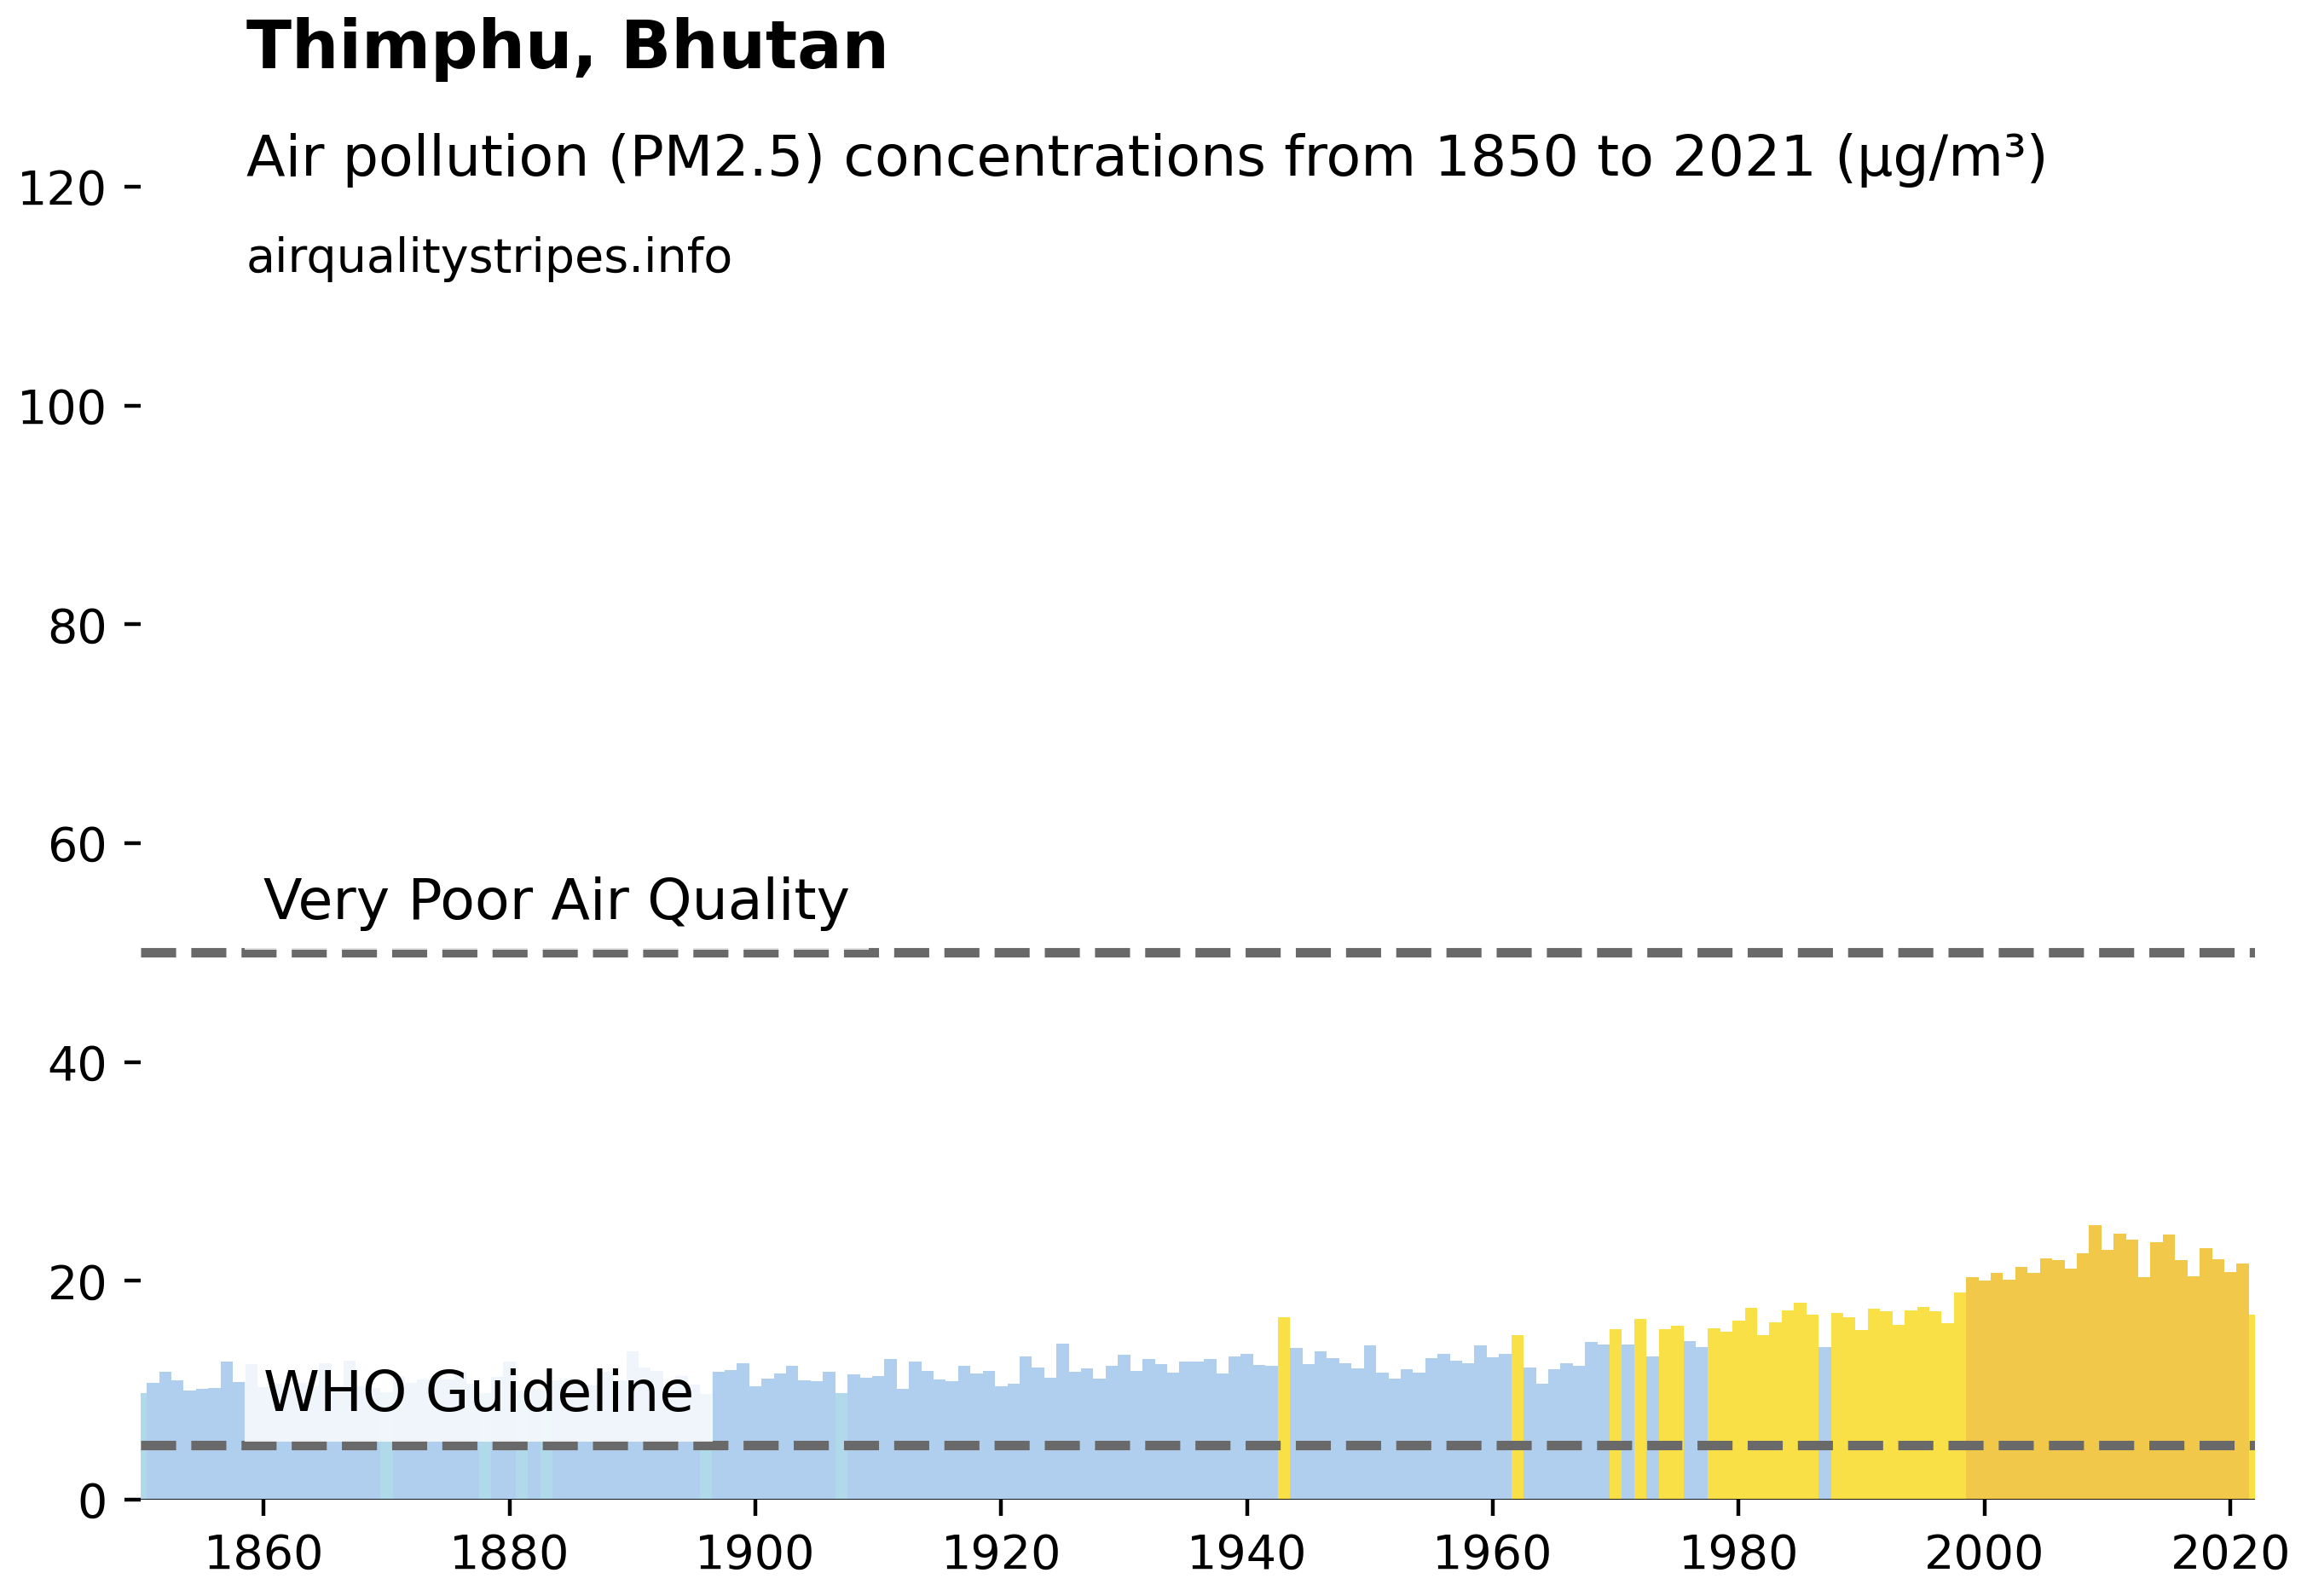 Thimphu, Bhutan
Air pollution (PM2.5) concentrations from 1850 to 2021 (μg/m³)
airqualitystripes.info
120
100
80
60
Very Poor Air Quality
40
20
WHO Guideline
0
1860 1880 1900 1920 1940 1960 1980 2000 2020